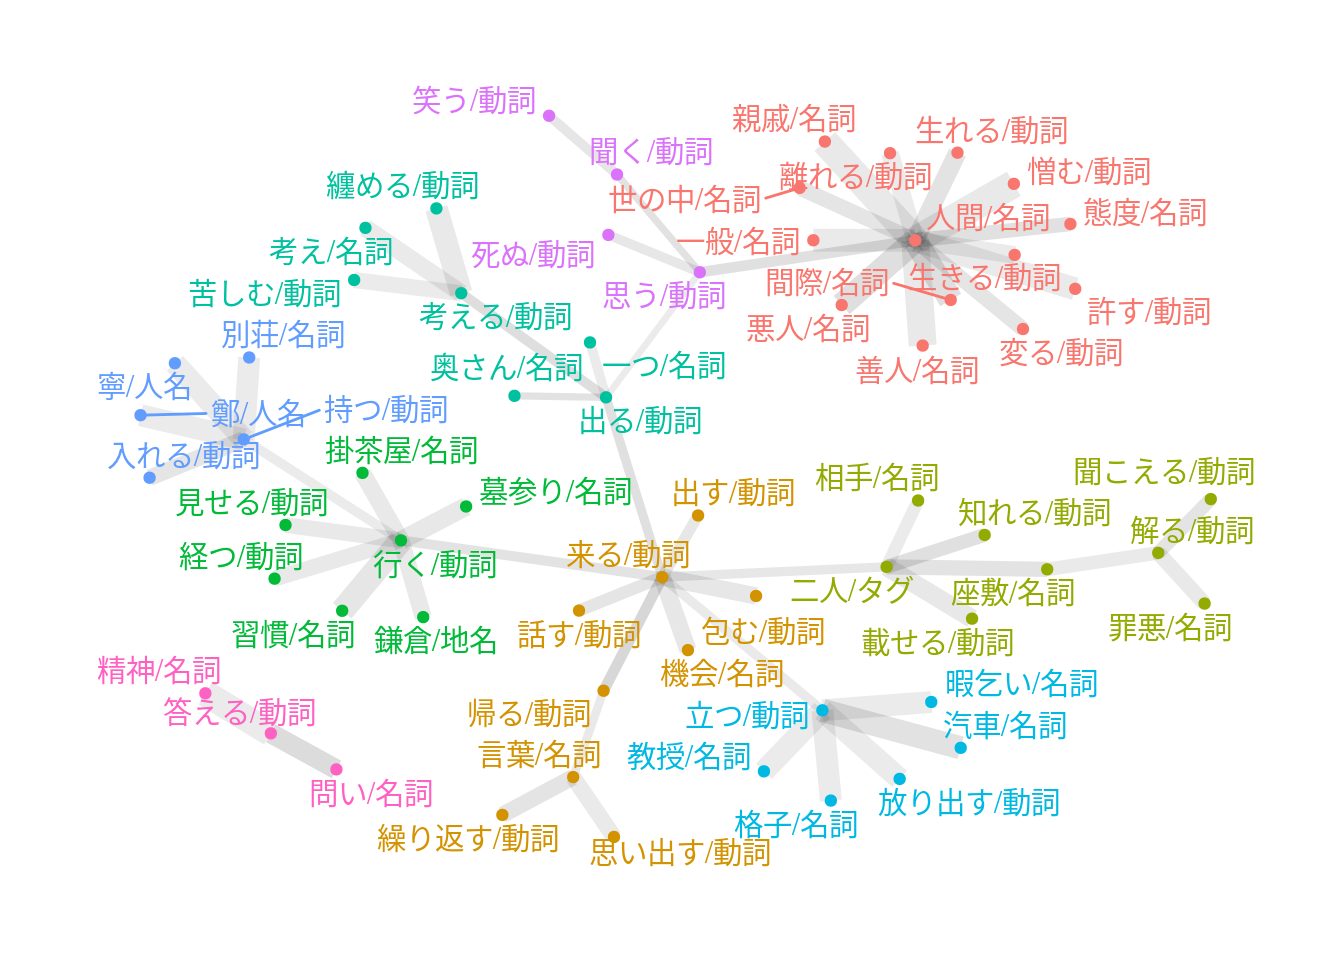 笑う/動詞
親戚/名詞
生れる/動詞
聞く/動詞
離れる/動詞
憎む/動詞
纏める/動詞
世の中/名詞
人間/名詞
態度/名詞
考え/名詞
死ぬ/動詞
一般/名詞
苦しむ/動詞
思う/動詞
間際/名詞
生きる/動詞
考える/動詞
悪人/名詞
許す/動詞
別荘/名詞
奥さん/名詞
一つ/名詞
善人/名詞
変る/動詞
寧/人名
鄭/人名
持つ/動詞
出る/動詞
入れる/動詞
掛茶屋/名詞
見せる/動詞
墓参り/名詞
出す/動詞
相手/名詞
聞こえる/動詞
知れる/動詞
解る/動詞
経つ/動詞
行く/動詞
来る/動詞
二人/タグ
座敷/名詞
習慣/名詞
鎌倉/地名
話す/動詞
包む/動詞
載せる/動詞
罪悪/名詞
精神/名詞
機会/名詞
暇乞い/名詞
答える/動詞
帰る/動詞
立つ/動詞
汽車/名詞
言葉/名詞
教授/名詞
問い/名詞
放り出す/動詞
繰り返す/動詞
格子/名詞
思い出す/動詞